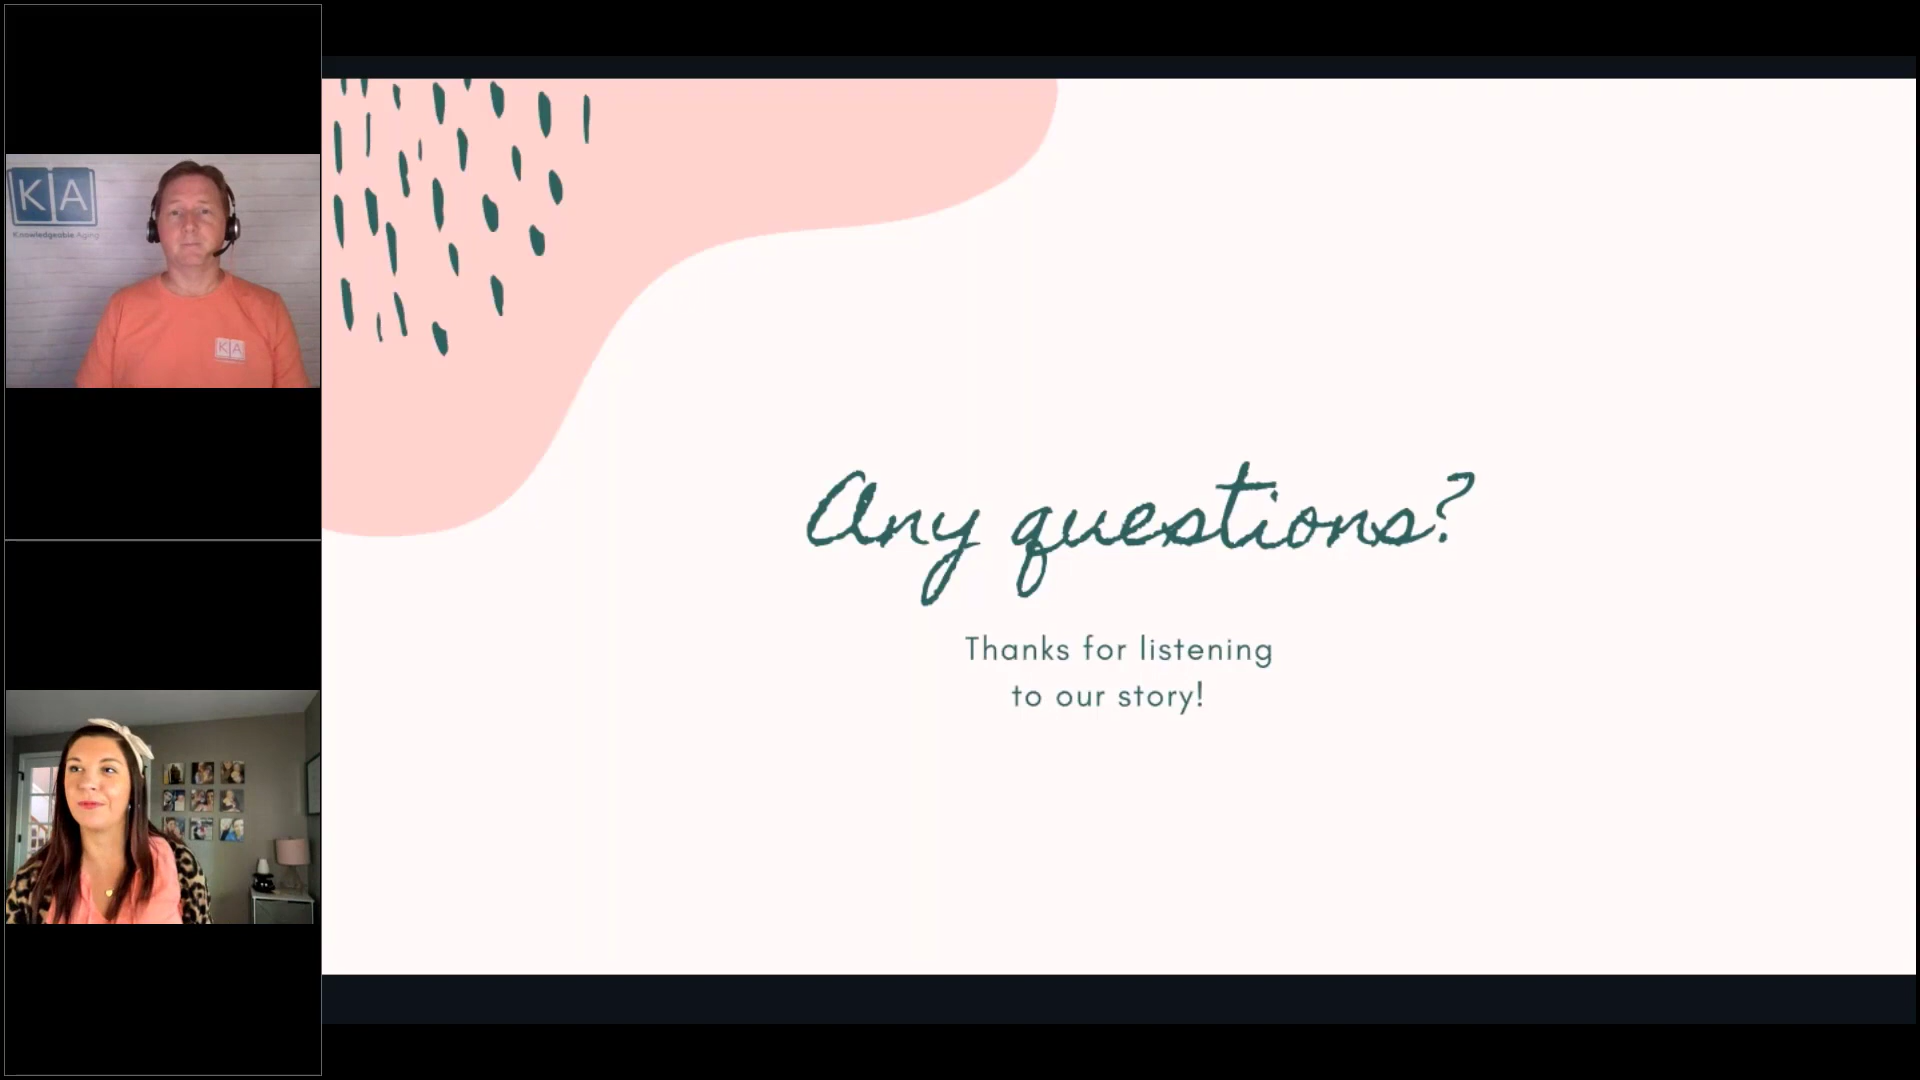 KA
Knowledgeable Aging
KA
Any questions?
Thanks for listening
to our story!